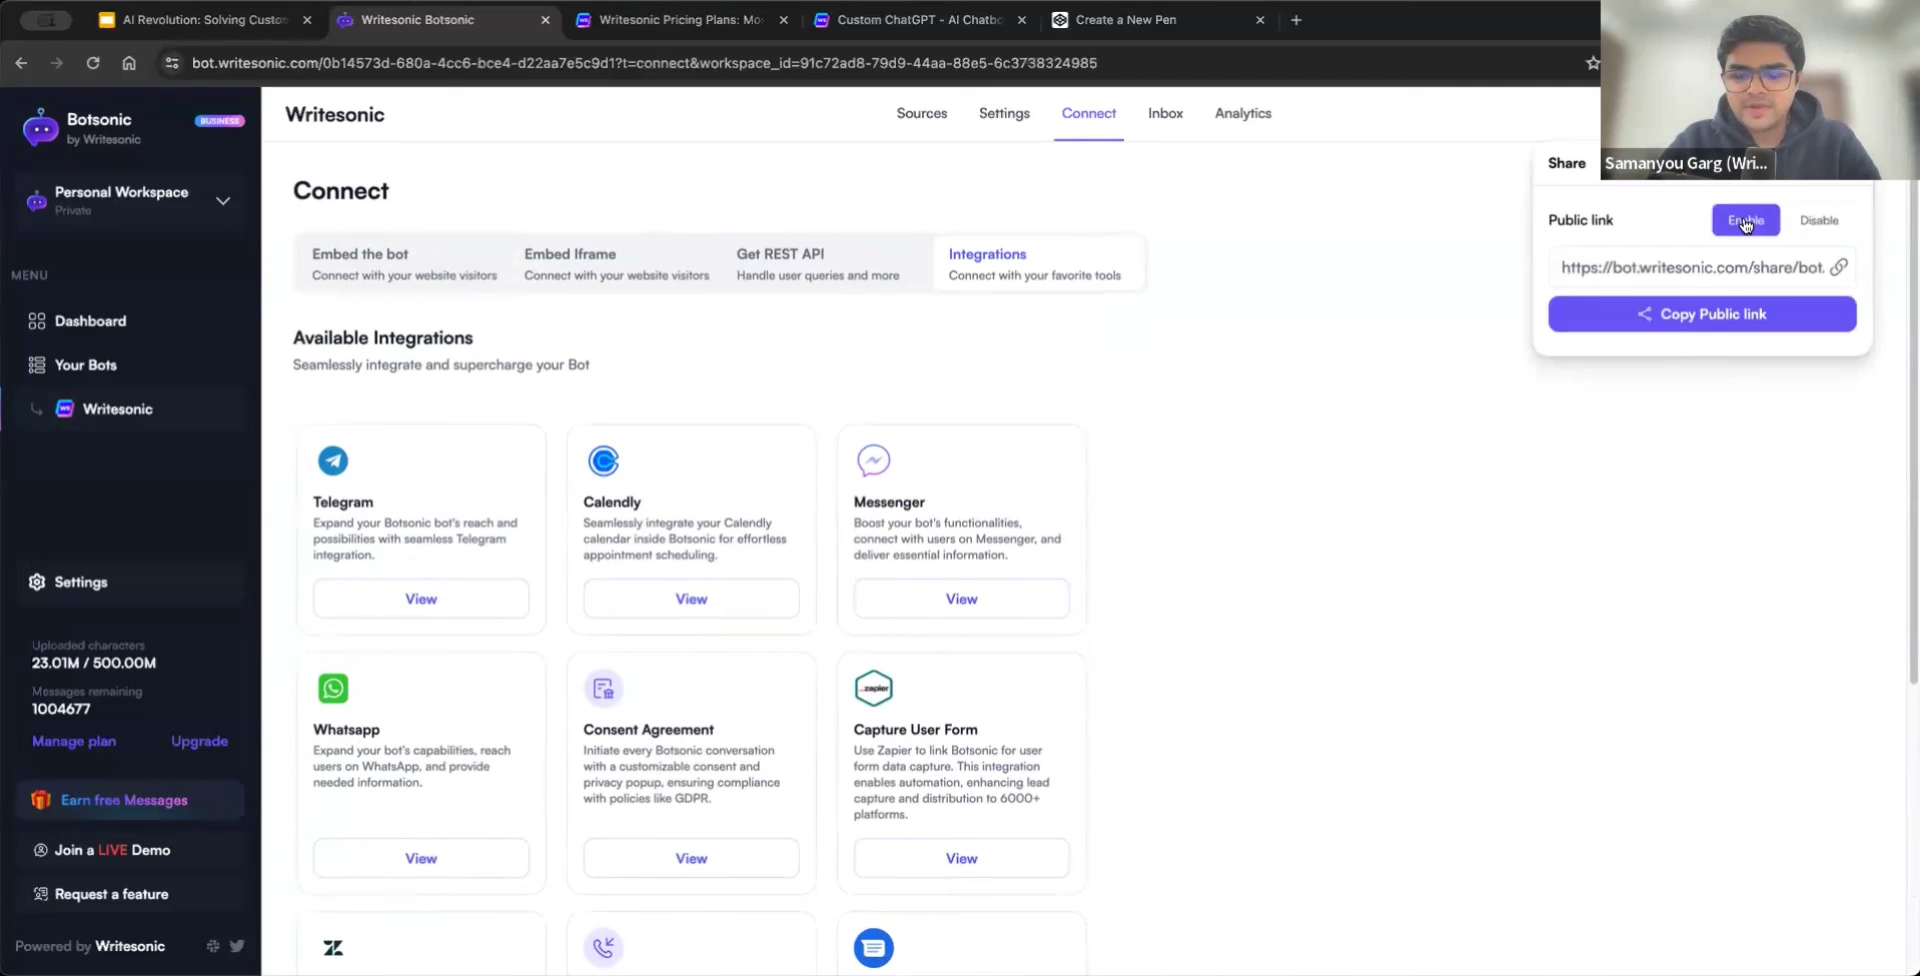 AI Revolution: Solving Custo
Writesonic Botsonic
Writesonic Pricing Plans: Mo
Custom ChatGPT - AI Chatb
Create a New Pen
bot.writesonic.com/0b14573d-680a-4cc6-bce4-d22aa7e5c9d1?t=connect&workspace_id=91c72ad8-79d9-44aa-88e5-6c3738324985
Botsonic
by Writesonic
BUSINESS
Personal Workspace
Private
MENU
Dashboard
Your Bots
Writesonic
Settings
Uploaded characters
23.01M / 500.00M
Messages remaining
1004677
Manage plan
Upgrade
Earn free Messages
Join a LIVE Demo
Request a feature
Powered by Writesonic
Writesonic
Sources
Settings
Connect
Inbox
Analytics
Samanyou Garg (Wri...
Share
Public link
Enable
Disable
https://bot.writesonic.com/share/bot.
Copy Public link
Connect
Embed the bot
Connect with your website visitors
Embed Iframe
Connect with your website visitors
Get REST API
Handle user queries and more
Integrations
Connect with your favorite tools
Available Integrations
Seamlessly integrate and supercharge your Bot
Telegram
Expand your Botsonic bot's reach and
possibilities with seamless Telegram
integration.
View
Calendly
Seamlessly integrate your Calendly
calendar inside Botsonic for effortless
appointment scheduling.
View
Messenger
Boost your bot's functionalities,
connect with users on Messenger, and
deliver essential information.
View
Whatsapp
Expand your bot's capabilities, reach
users on WhatsApp, and provide
needed information.
View
Consent Agreement
Initiate every Botsonic conversation
with a customizable consent and
privacy popup, ensuring compliance
with policies like GDPR.
View
zapier
Capture User Form
Use Zapier to link Botsonic for user
form data capture. This integration
enables automation, enhancing lead
capture and distribution to 6000+
platforms.
View